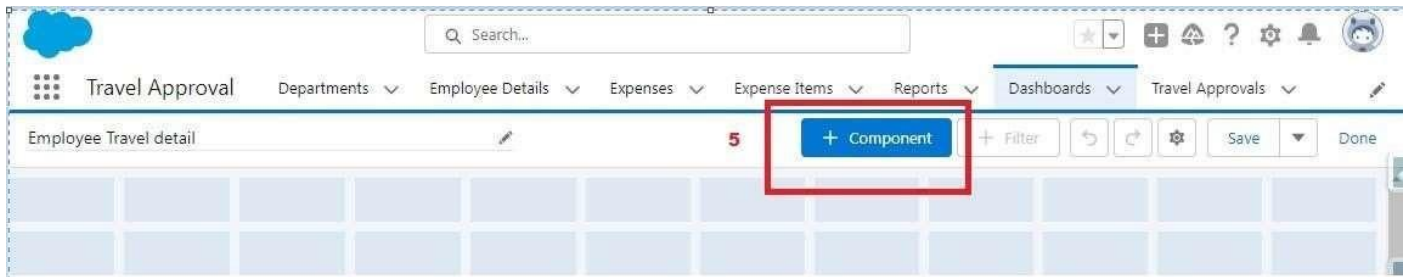 Search...
Travel Approval Departments Employee Details Expenses Expense Items Reports Dashboards Travel Approvals
Employee Travel detail 5 + Component + Filter Save Done